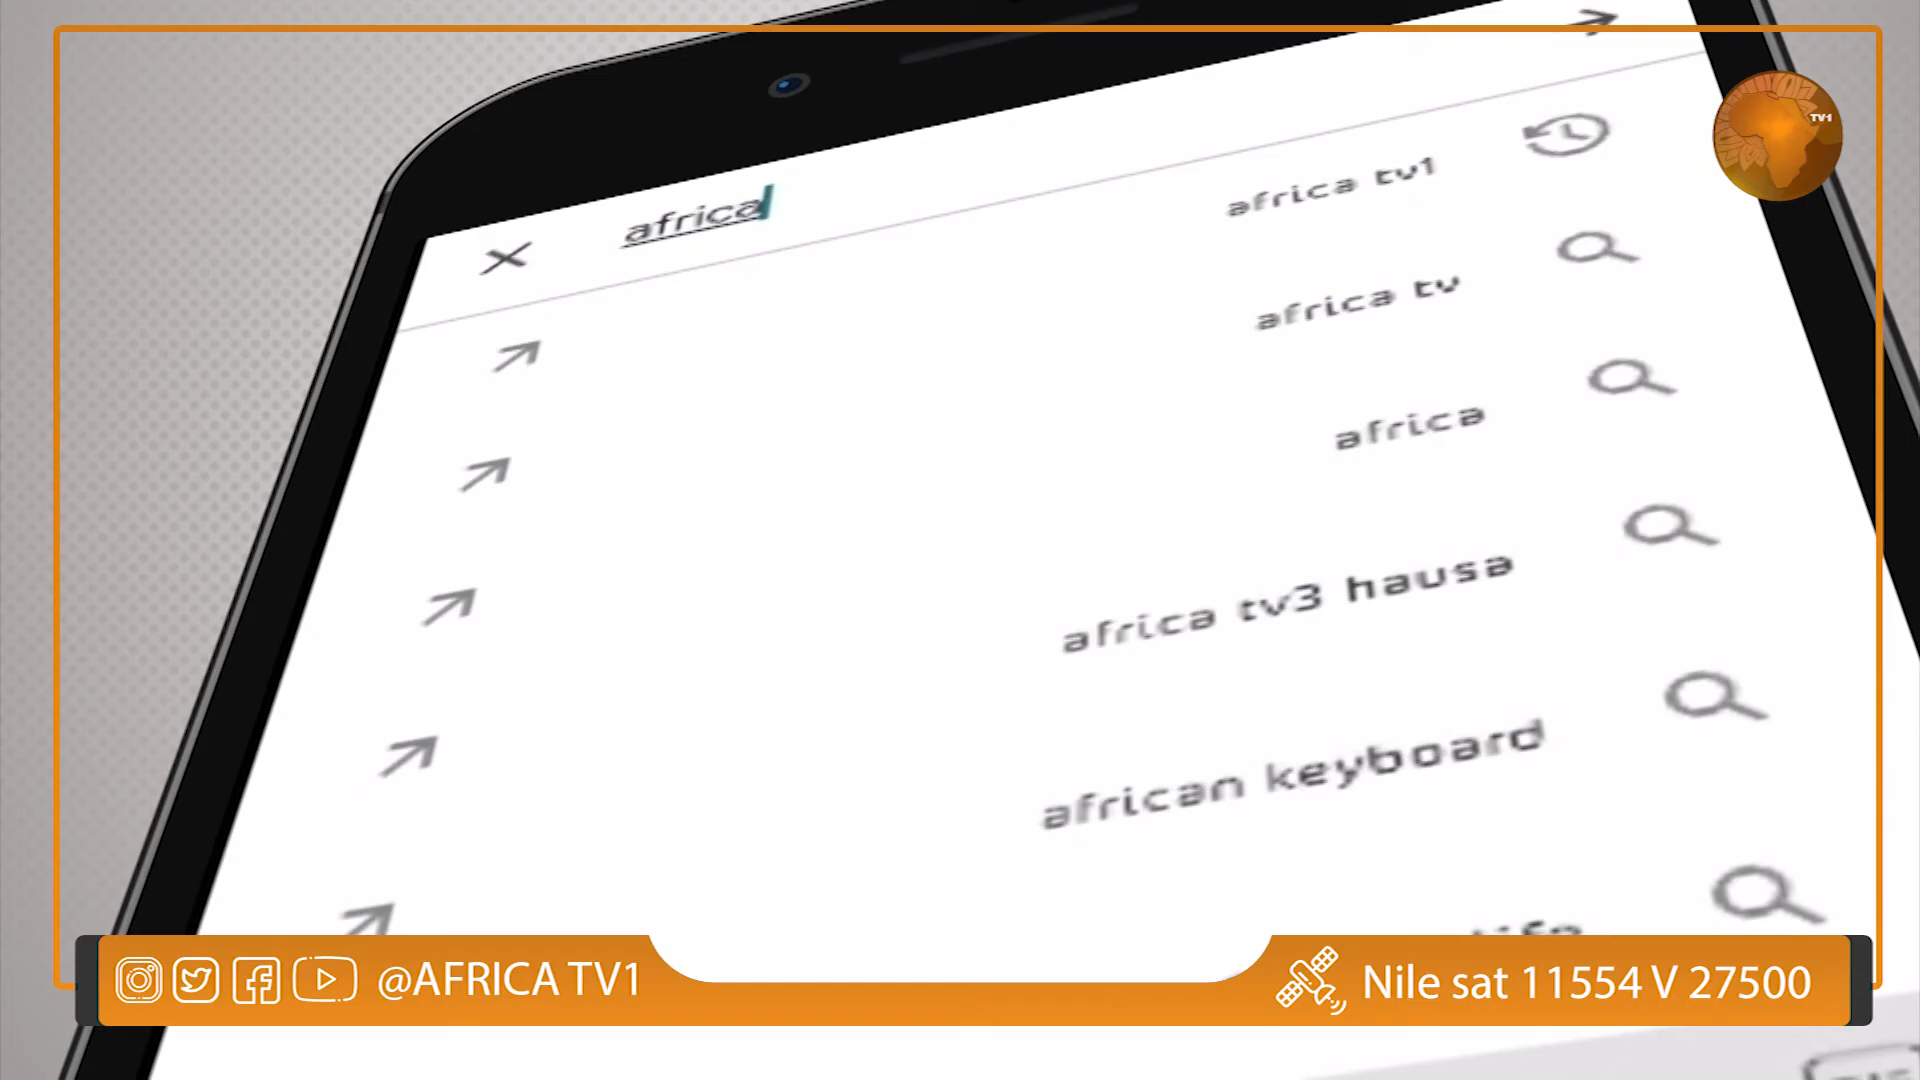 TV1
africa
africa tv1
africa tv
africa
africa tv3 hausa
african keyboard
@AFRICA TV1
Nile sat 11554 V 27500